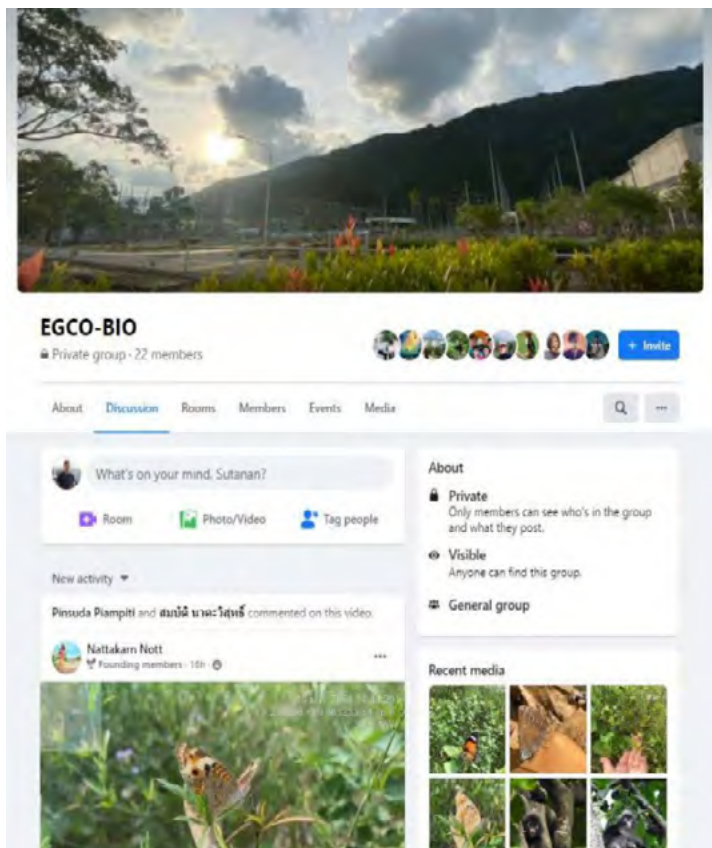 EGCO-BIO
Private group · 22 members
+ Invite
About Discussion Rooms Members Events Media
What's on your mind, Sutanan?
Room Photo/Video Tag people
New activity
Pinsuda Piampiti and สมบัติ นาคะวิสุทธิ์ commented on this video.
Nattakarn Nott
Founding members · 16h
About
Private
Only members can see who's in the group
and what they post.
Visible
Anyone can find this group.
General group
Recent media